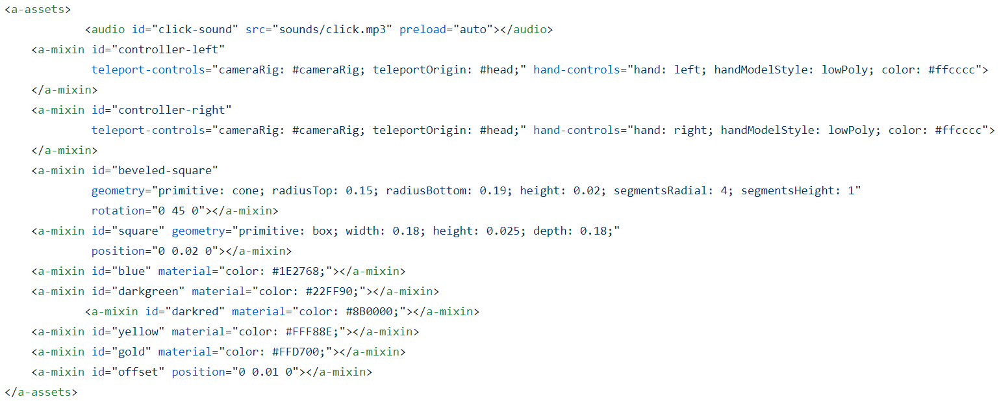 <a-assets>
            <audio id="click-sound" src="sounds/click.mp3" preload="auto"></audio>
    <a-mixin id="controller-left"
             teleport-controls="cameraRig: #cameraRig; teleportOrigin: #head;" hand-controls="hand: left; handModelStyle: lowPoly; color: #ffcccc">
    </a-mixin>
    <a-mixin id="controller-right"
             teleport-controls="cameraRig: #cameraRig; teleportOrigin: #head;" hand-controls="hand: right; handModelStyle: lowPoly; color: #ffcccc">
    </a-mixin>
    <a-mixin id="beveled-square"
             geometry="primitive: cone; radiusTop: 0.15; radiusBottom: 0.19; height: 0.02; segmentsRadial: 4; segmentsHeight: 1"
             rotation="0 45 0"></a-mixin>
    <a-mixin id="square" geometry="primitive: box; width: 0.18; height: 0.025; depth: 0.18;"
             position="0 0.02 0"></a-mixin>
    <a-mixin id="blue" material="color: #1E2768;"></a-mixin>
    <a-mixin id="darkgreen" material="color: #22FF90;"></a-mixin>
            <a-mixin id="darkred" material="color: #8B0000;"></a-mixin>
    <a-mixin id="yellow" material="color: #FFF88E;"></a-mixin>
    <a-mixin id="gold" material="color: #FFD700;"></a-mixin>
    <a-mixin id="offset" position="0 0.01 0"></a-mixin>
</a-assets>